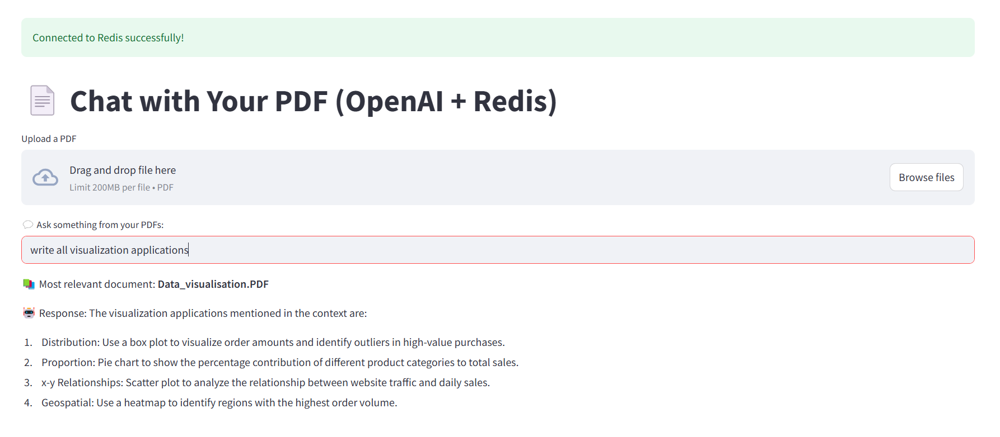 Connected to Redis successfully!
Chat with Your PDF (OpenAI + Redis)
Upload a PDF
Drag and drop file here
Limit 200MB per file • PDF
Browse files
Ask something from your PDFs:
write all visualization applications
Most relevant document: Data_visualisation.PDF
Response: The visualization applications mentioned in the context are:
1. Distribution: Use a box plot to visualize order amounts and identify outliers in high-value purchases.
2. Proportion: Pie chart to show the percentage contribution of different product categories to total sales.
3. x-y Relationships: Scatter plot to analyze the relationship between website traffic and daily sales.
4. Geospatial: Use a heatmap to identify regions with the highest order volume.